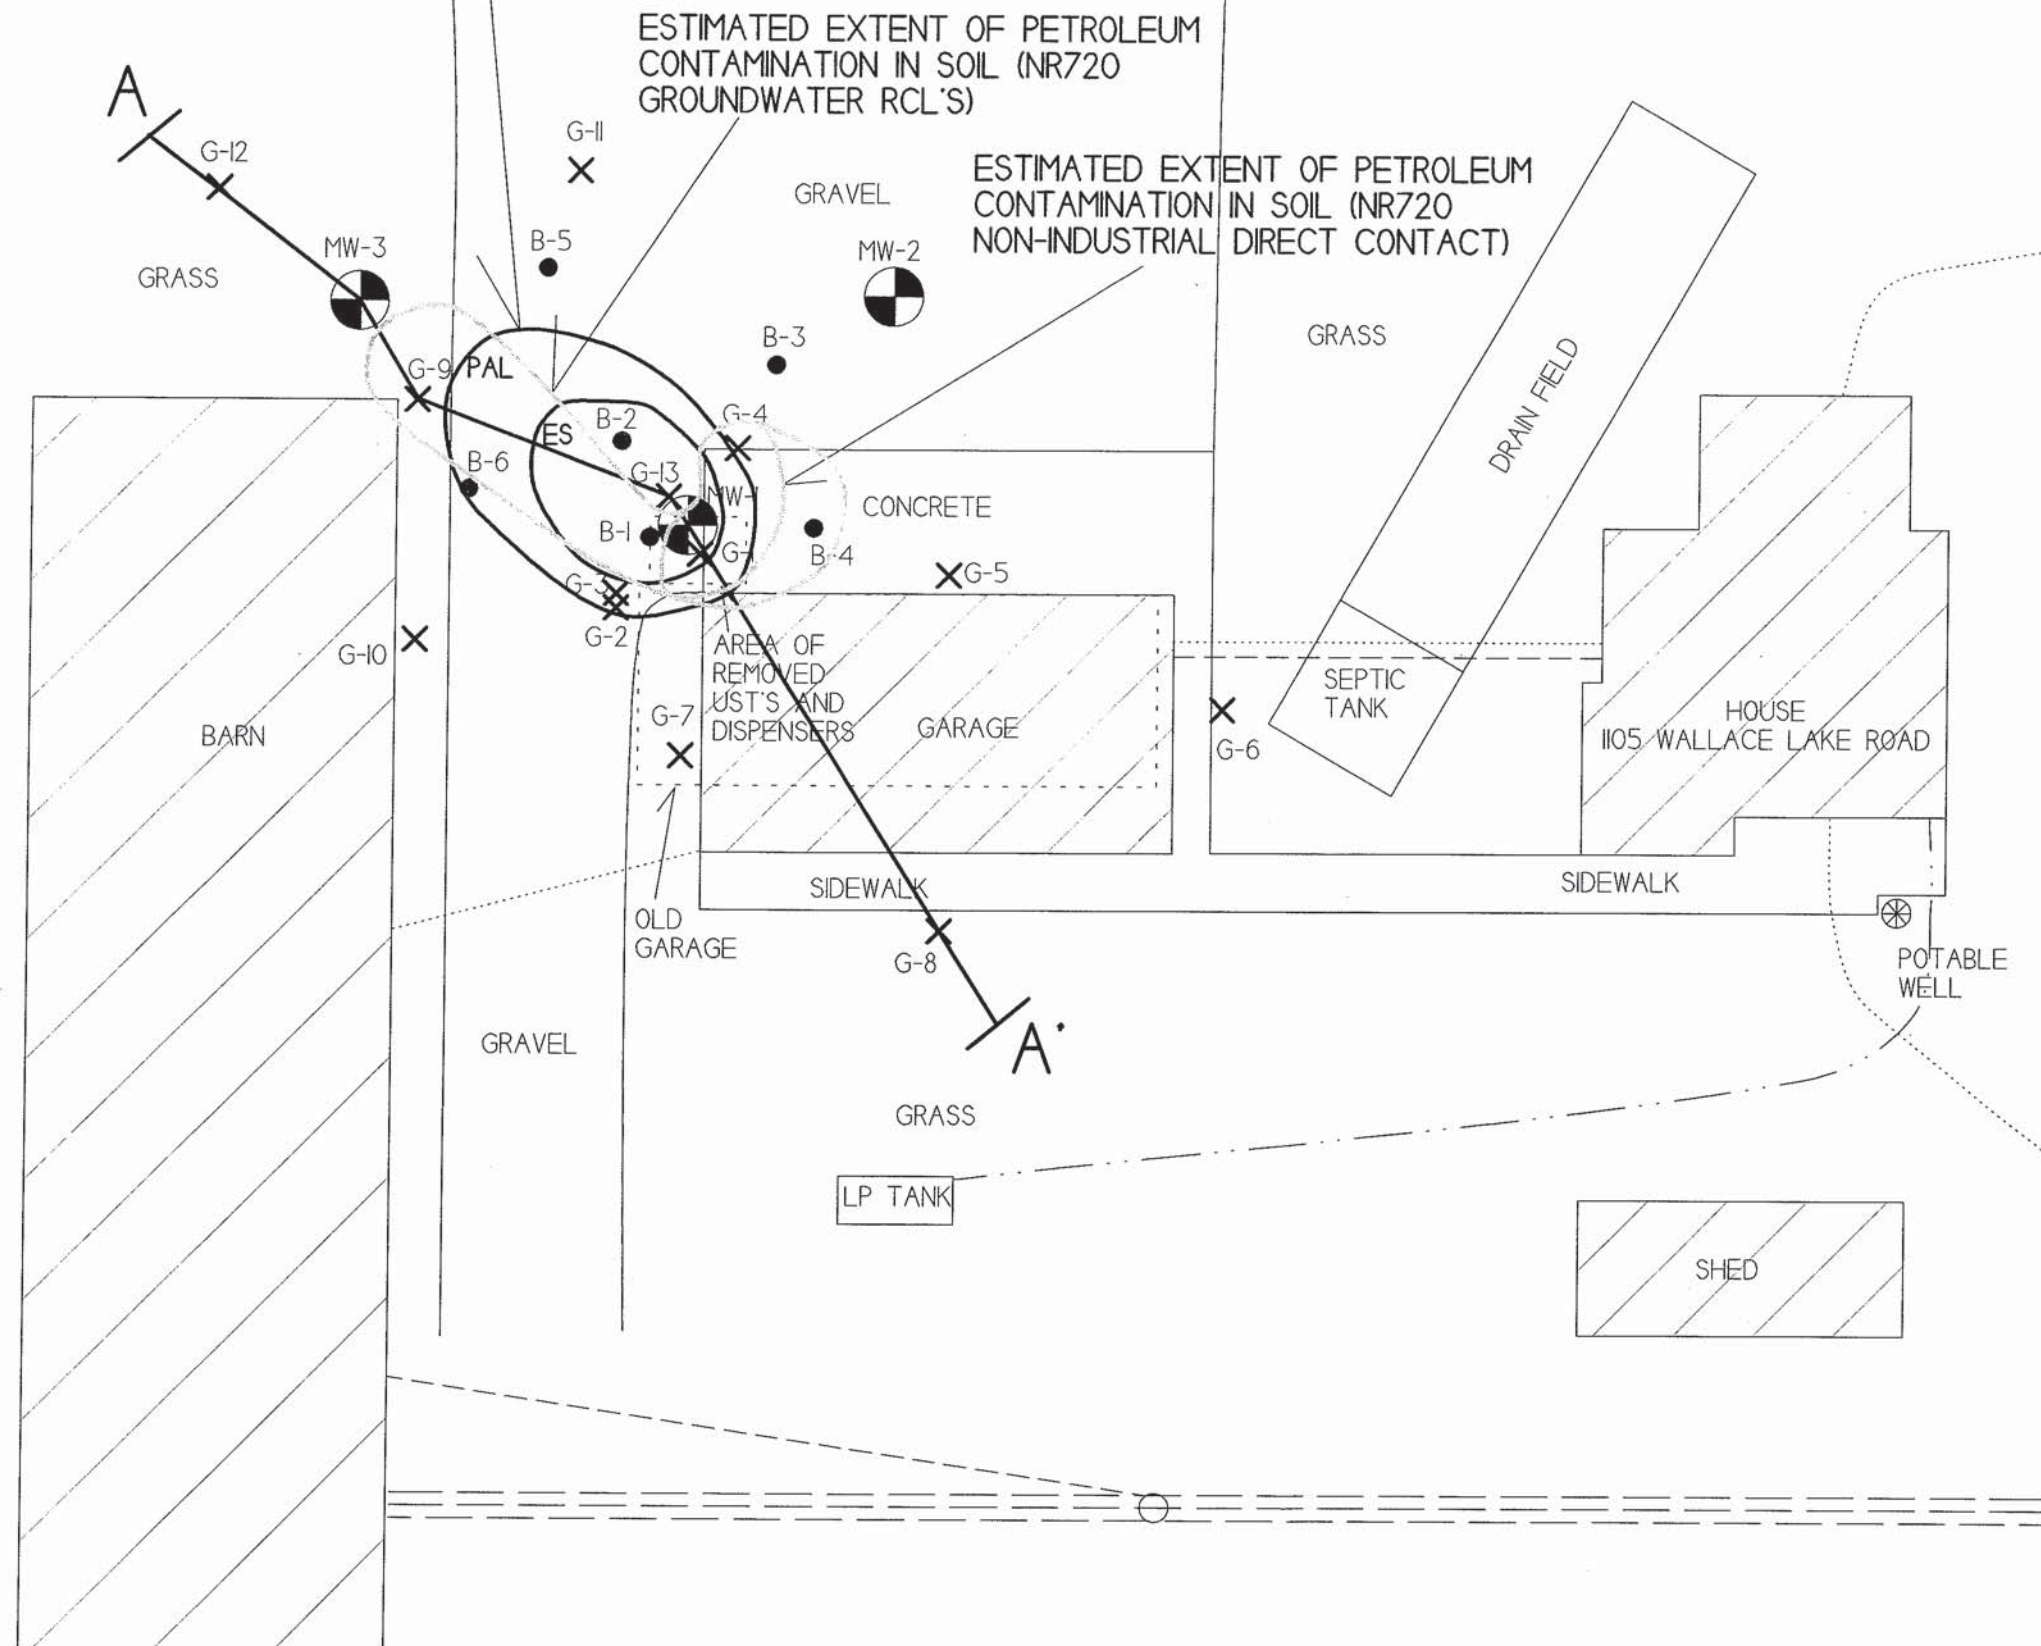 ESTIMATED EXTENT OF PETROLEUM
CONTAMINATION IN SOIL (NR720
GROUNDWATER RCL'S)
A
G-11
G-12
ESTIMATED EXTENT OF PETROLEUM
CONTAMINATION IN SOIL (NR720
NON-INDUSTRIAL DIRECT CONTACT)
GRAVEL
MW-3
B-5
MW-2
GRASS
B-3
GRASS
G-9
PAL
DRAIN FIELD
B-2
G-4
ES
B-6
G-13
MW-1
CONCRETE
B-1
G-1
B-4
G-3
G-5
G-2
G-10
AREA OF
REMOVED
UST'S AND
DISPENSERS
SEPTIC
TANK
G-7
BARN
GARAGE
G-6
HOUSE
1105 WALLACE LAKE ROAD
SIDEWALK
SIDEWALK
OLD
GARAGE
G-8
POTABLE
WELL
GRAVEL
A'
GRASS
LP TANK
SHED